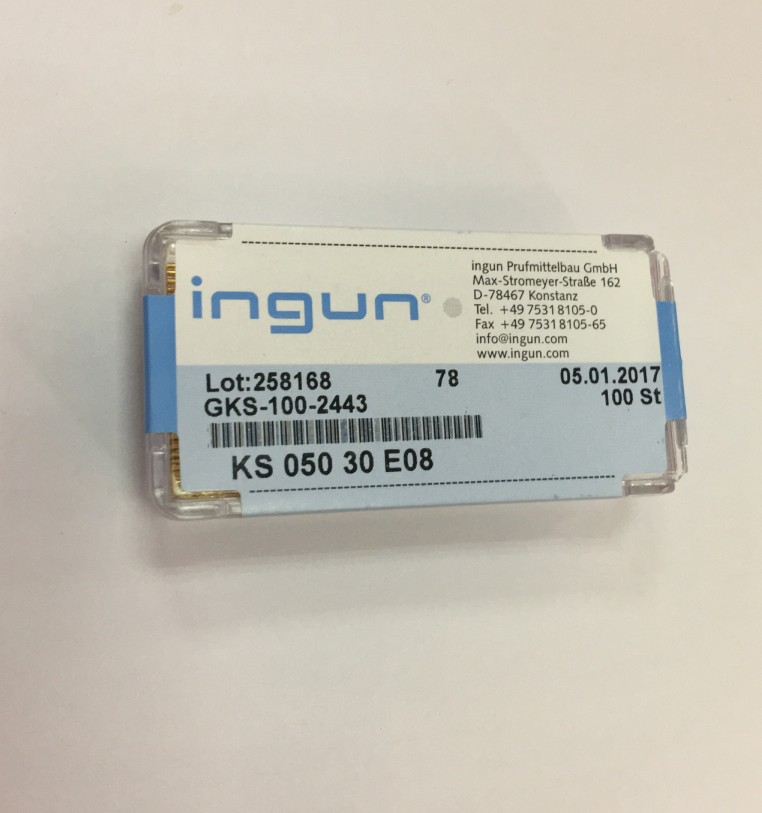 ingun®
ingun Prufmittelbau GmbH
Max-Stromeyer-Straße 162
D-78467 Konstanz
Tel. +49 7531 8105-0
Fax +49 7531 8105-65
info@ingun.com
www.ingun.com
Lot:258168 78 05.01.2017
GKS-100-2443 100 St
KS 050 30 E08